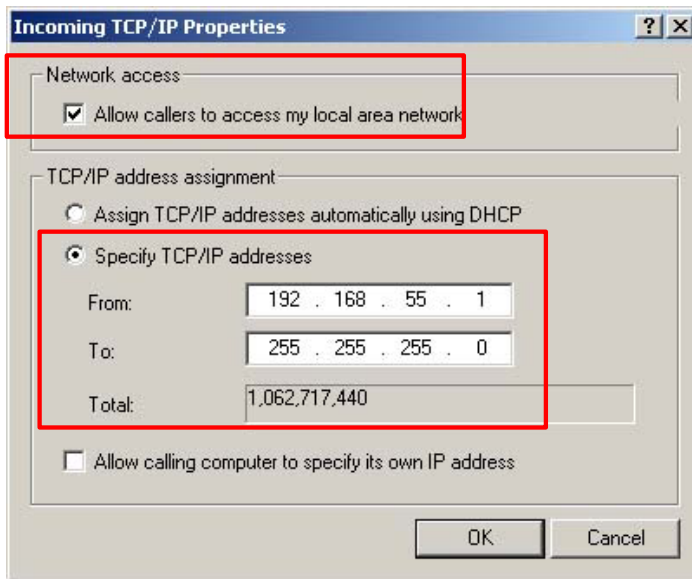 Incoming TCP/IP Properties
Network access
Allow callers to access my local area network
TCP/IP address assignment
Assign TCP/IP addresses automatically using DHCP
Specify TCP/IP addresses
From: 192 . 168 . 55 . 1
To: 255 . 255 . 255 . 0
Total: 1,062,717,440
Allow calling computer to specify its own IP address
OK Cancel